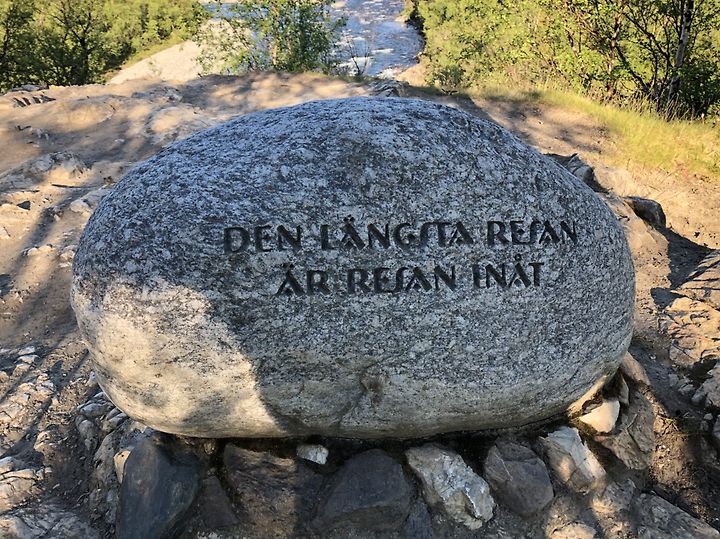 DEN LÄNGSTA RESAN
ÄR RESAN INÅT